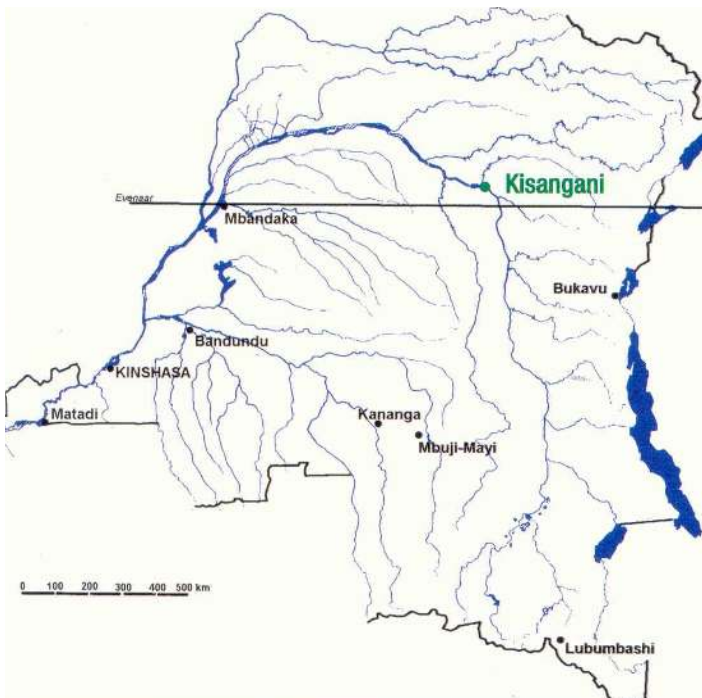 Kisangani
Evenaar
Mbandaka
Bukavu
Bandundu
KINSHASA
Matadi
Kananga
Mbuji-Mayi
0 100 200 300 400 500 km
Lubumbashi